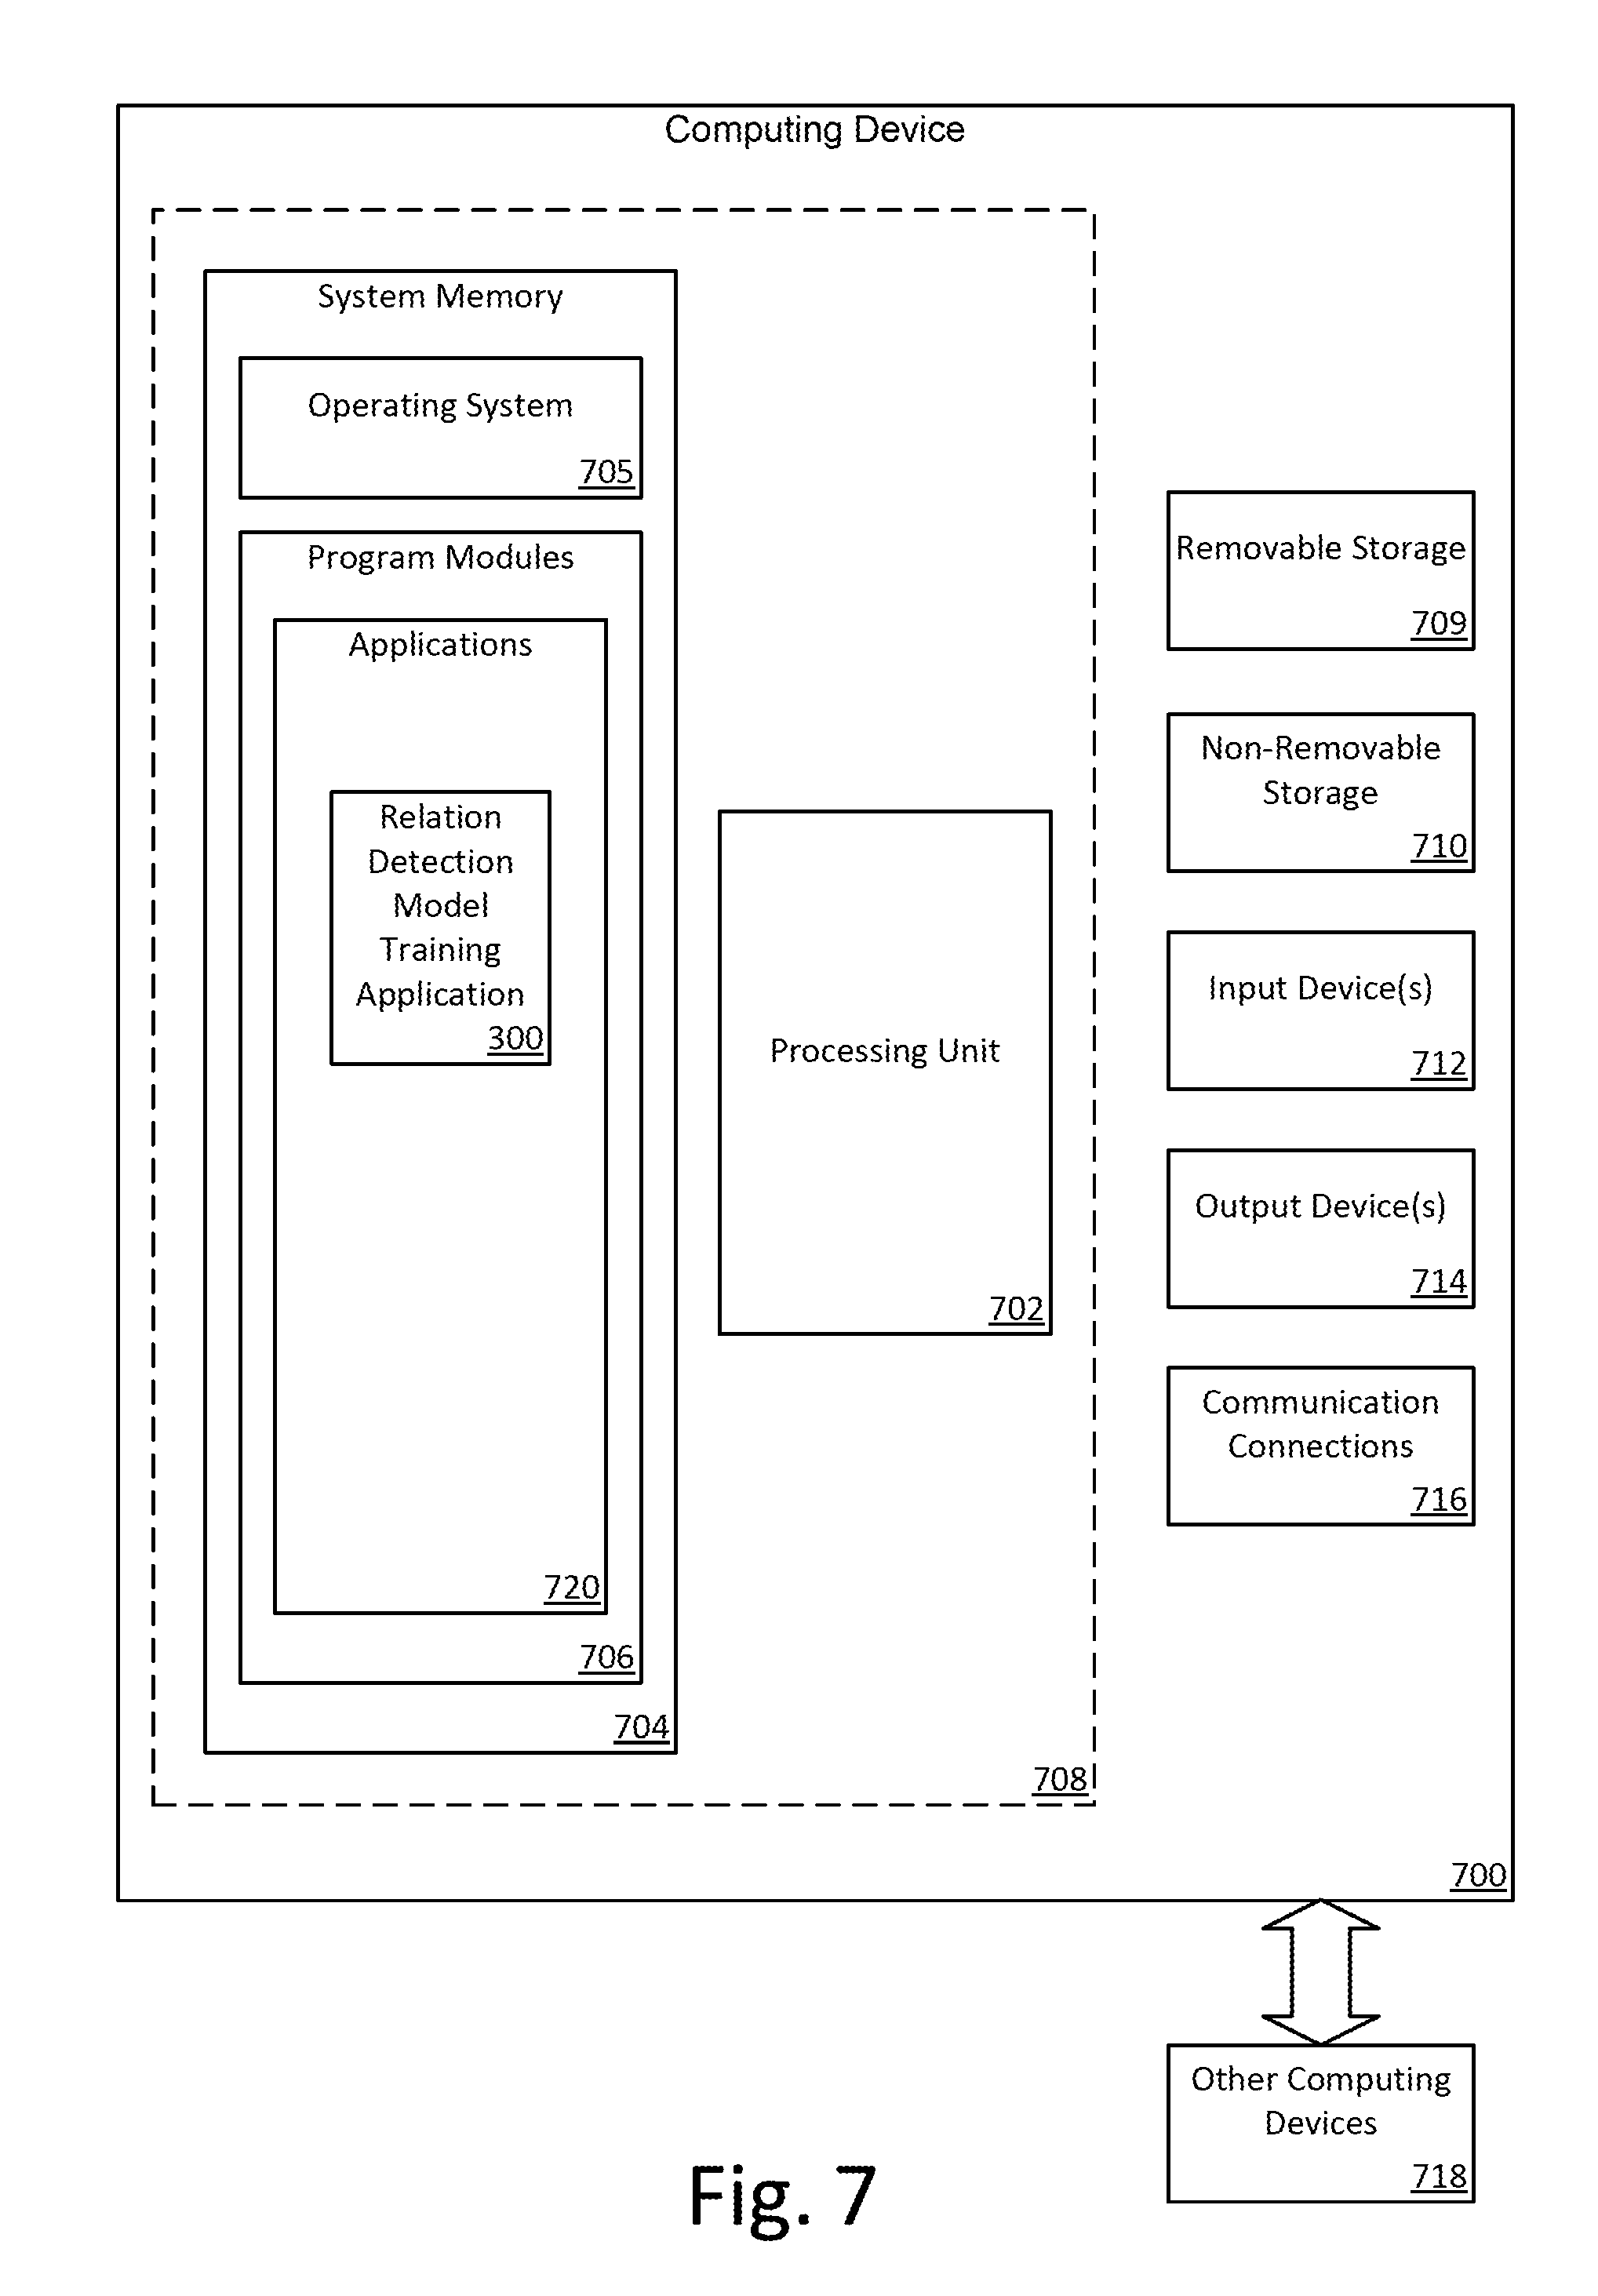 Computing Device
System Memory
Operating System
705
Program Modules
Applications
Relation
Detection
Model
Training
Application
300
720
706
704
Processing Unit
702
708
Removable Storage
709
Non-Removable
Storage
710
Input Device(s)
712
Output Device(s)
714
Communication
Connections
716
700
Other Computing
Devices
718
Fig. 7